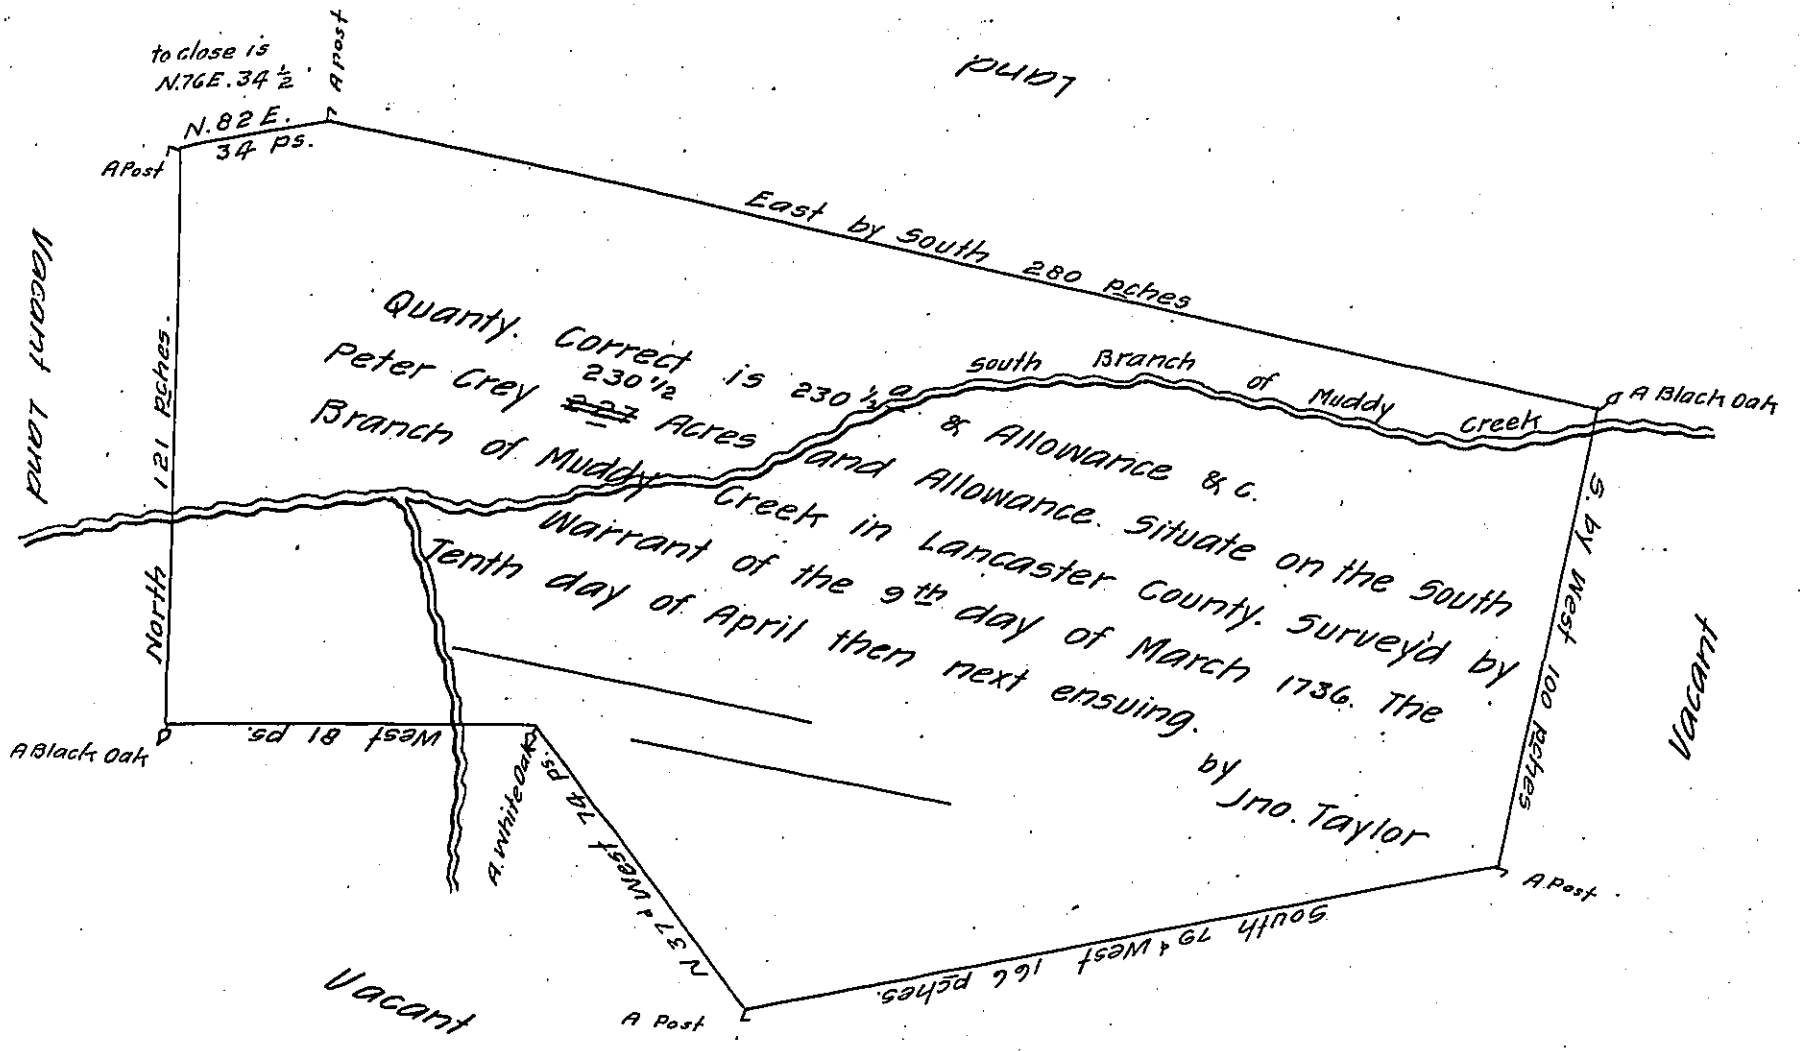 to close is
N.76E. 34 ½
A post
N. 82 E.
34 ps.
A Post
Land
East by South 280 pches
Vacant Land
North 121 pches.
Quanty. Correct is 230 ½ a & Allowance & c.
Peter Crey 230 ½ 227 Acres and Allowance. Situate on the South
Branch of Muddy Creek in Lancaster County. Survey'd by
Warrant of the 9th day of March 1736. The
Tenth day of April then next ensuing.
by
Jno. Taylor
South Branch of Muddy Creek
A Black Oak
S. by West 100 pches
Vacant
A Post
South 79d West 166 pches.
A Post
N 37d West 74 ps.
A. White Oak
West 81 ps
A Black Oak
Vacant